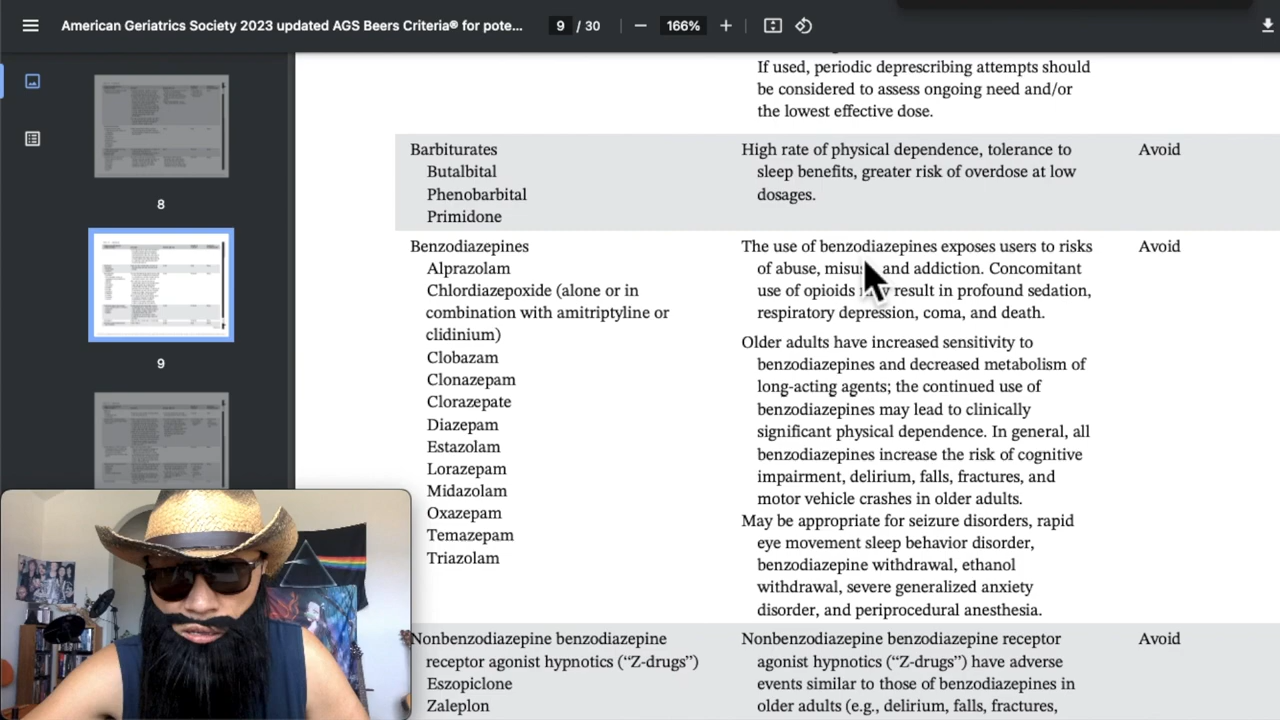 American Geriatrics Society 2023 updated AGS Beers Criteria® for pote...
9 / 30
166%
8
9
If used, periodic deprescribing attempts should
be considered to assess ongoing need and/or
the lowest effective dose.
Barbiturates
Butalbital
Phenobarbital
Primidone
High rate of physical dependence, tolerance to
sleep benefits, greater risk of overdose at low
dosages.
Avoid
Benzodiazepines
Alprazolam
Chlordiazepoxide (alone or in
combination with amitriptyline or
clidinium)
Clobazam
Clonazepam
Clorazepate
Diazepam
Estazolam
Lorazepam
Midazolam
Oxazepam
Temazepam
Triazolam
The use of benzodiazepines exposes users to risks
of abuse, and addiction. Concomitant
use of opioids result in profound sedation,
respiratory depression, coma, and death.
Older adults have increased sensitivity to
benzodiazepines and decreased metabolism of
long-acting agents; the continued use of
benzodiazepines may lead to clinically
significant physical dependence. In general, all
benzodiazepines increase the risk of cognitive
impairment, delirium, falls, fractures, and
motor vehicle crashes in older adults.
May be appropriate for seizure disorders, rapid
eye movement sleep behavior disorder,
benzodiazepine withdrawal, ethanol
withdrawal, severe generalized anxiety
disorder, and periprocedural anesthesia.
Avoid
Nonbenzodiazepine benzodiazepine
receptor agonist hypnotics (“Z-drugs”)
Eszopiclone
Zaleplon
Nonbenzodiazepine benzodiazepine receptor
agonist hypnotics (“Z-drugs”) have adverse
events similar to those of benzodiazepines in
older adults (e.g., delirium, falls, fractures,
Avoid